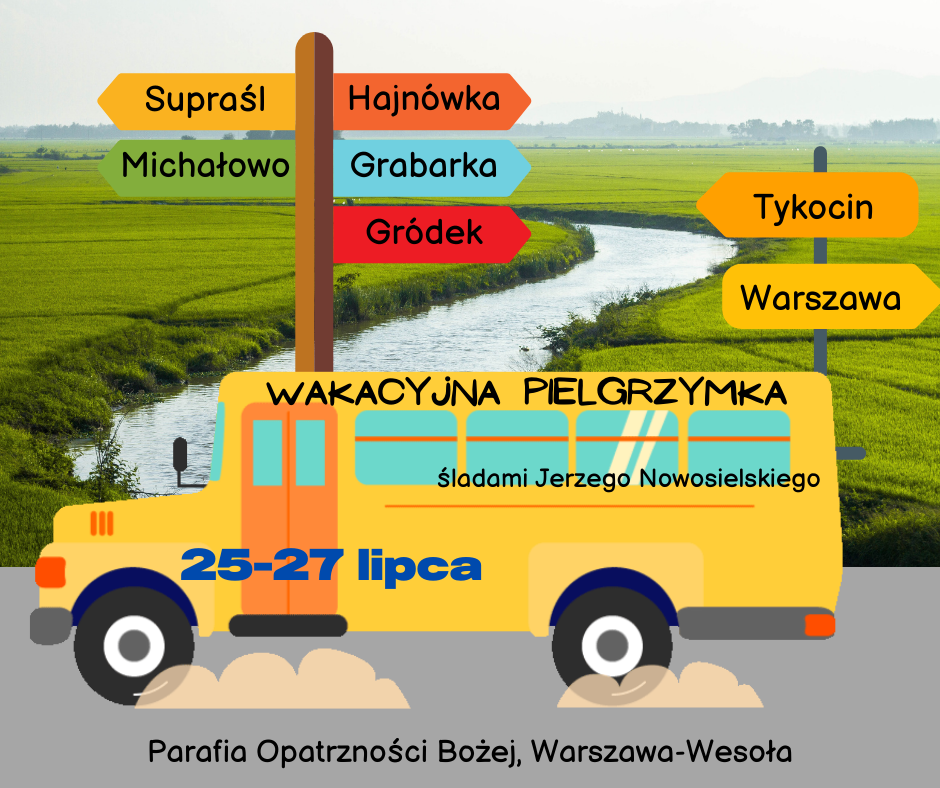 Supraśl
Hajnówka
Michałowo
Grabarka
Gródek
Tykocin
Warszawa
WAKACYJNA PIELGRZYMKA
śladami Jerzego Nowosielskiego
25-27 lipca
Parafia Opatrzności Bożej, Warszawa-Wesoła